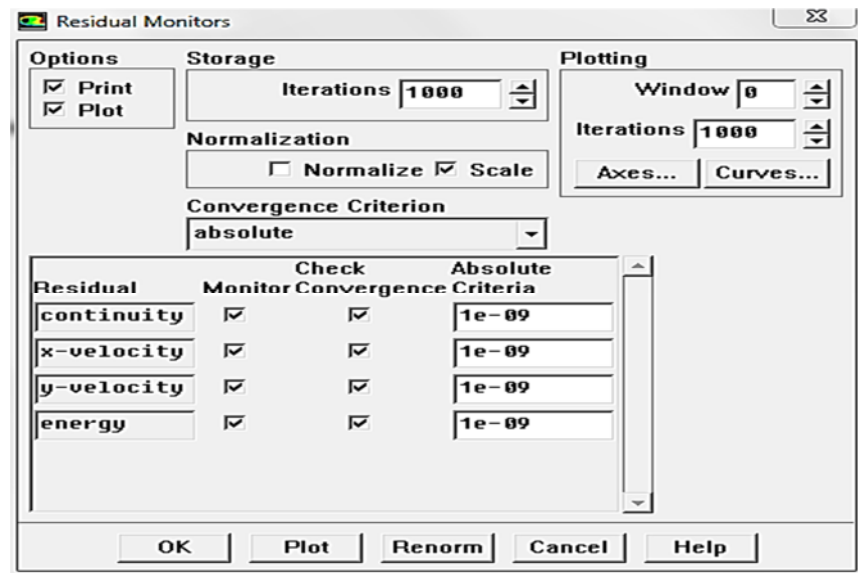 Residual Monitors
Options
Print
Plot
Storage
Iterations 1000
Normalization
Normalize Scale
Convergence Criterion
absolute
Plotting
Window 0
Iterations 1000
Axes... Curves...
Residual Monitor Check Convergence Absolute Criteria
continuity 1e-09
x-velocity 1e-09
y-velocity 1e-09
energy 1e-09
OK Plot Renorm Cancel Help